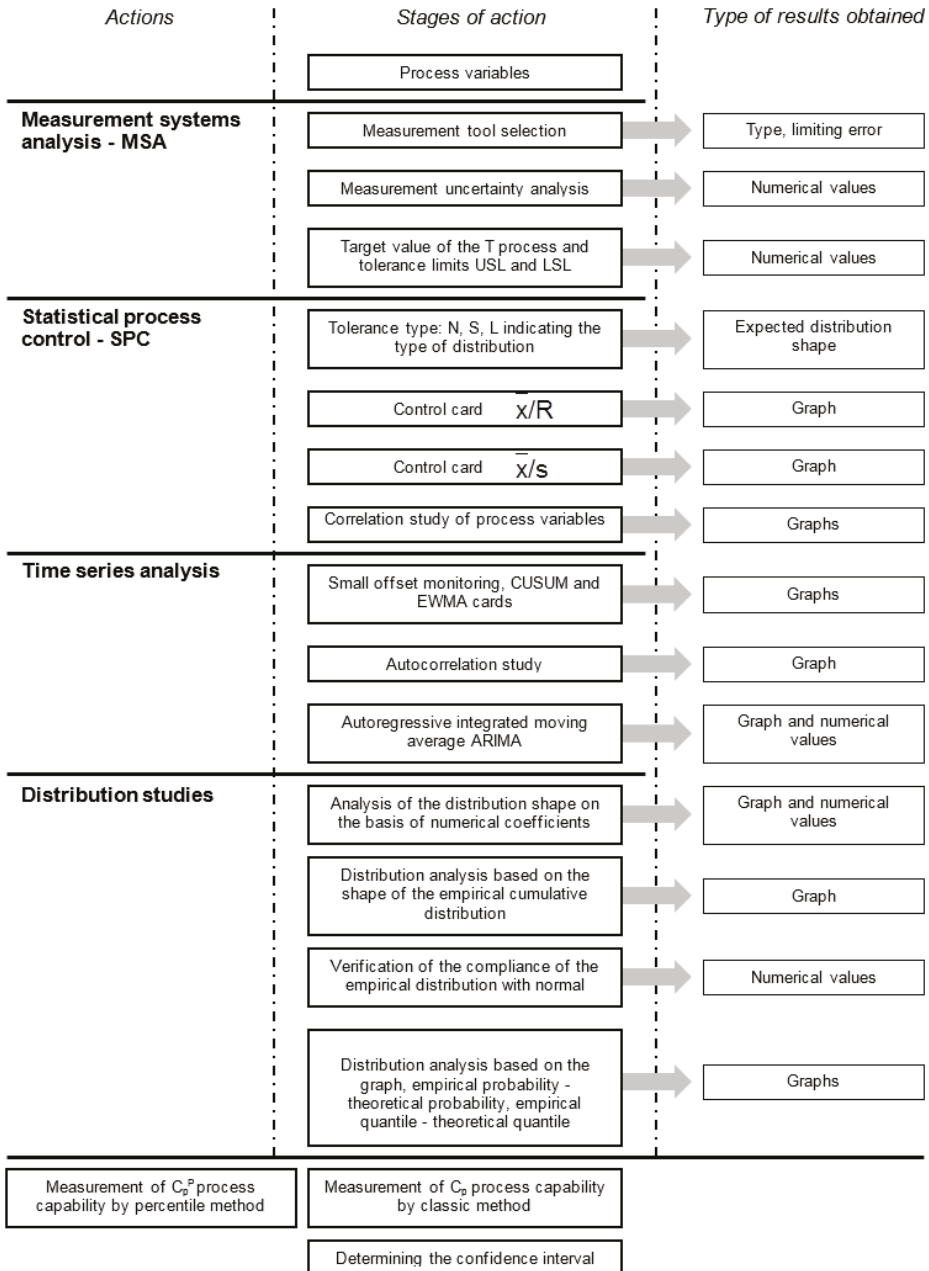 Actions
Stages of action
Type of results obtained
Process variables
Measurement systems
analysis - MSA
Measurement tool selection
Type, limiting error
Measurement uncertainty analysis
Numerical values
Target value of the T process and
tolerance limits USL and LSL
Numerical values
Statistical process
control - SPC
Tolerance type: N, S, L indicating the
type of distribution
Expected distribution
shape
Control card x̅/R
Graph
Control card x̅/s
Graph
Correlation study of process variables
Graphs
Time series analysis
Small offset monitoring, CUSUM and
EWMA cards
Graphs
Autocorrelation study
Graph
Autoregressive integrated moving
average ARIMA
Graph and numerical
values
Distribution studies
Analysis of the distribution shape on
the basis of numerical coefficients
Graph and numerical
values
Distribution analysis based on the
shape of the empirical cumulative
distribution
Graph
Verification of the compliance of the
empirical distribution with normal
Numerical values
Distribution analysis based on the
graph, empirical probability -
theoretical probability, empirical
quantile - theoretical quantile
Graphs
Measurement of Cₚᴾ process
capability by percentile method
Measurement of Cₚ process capability
by classic method
Determining the confidence interval